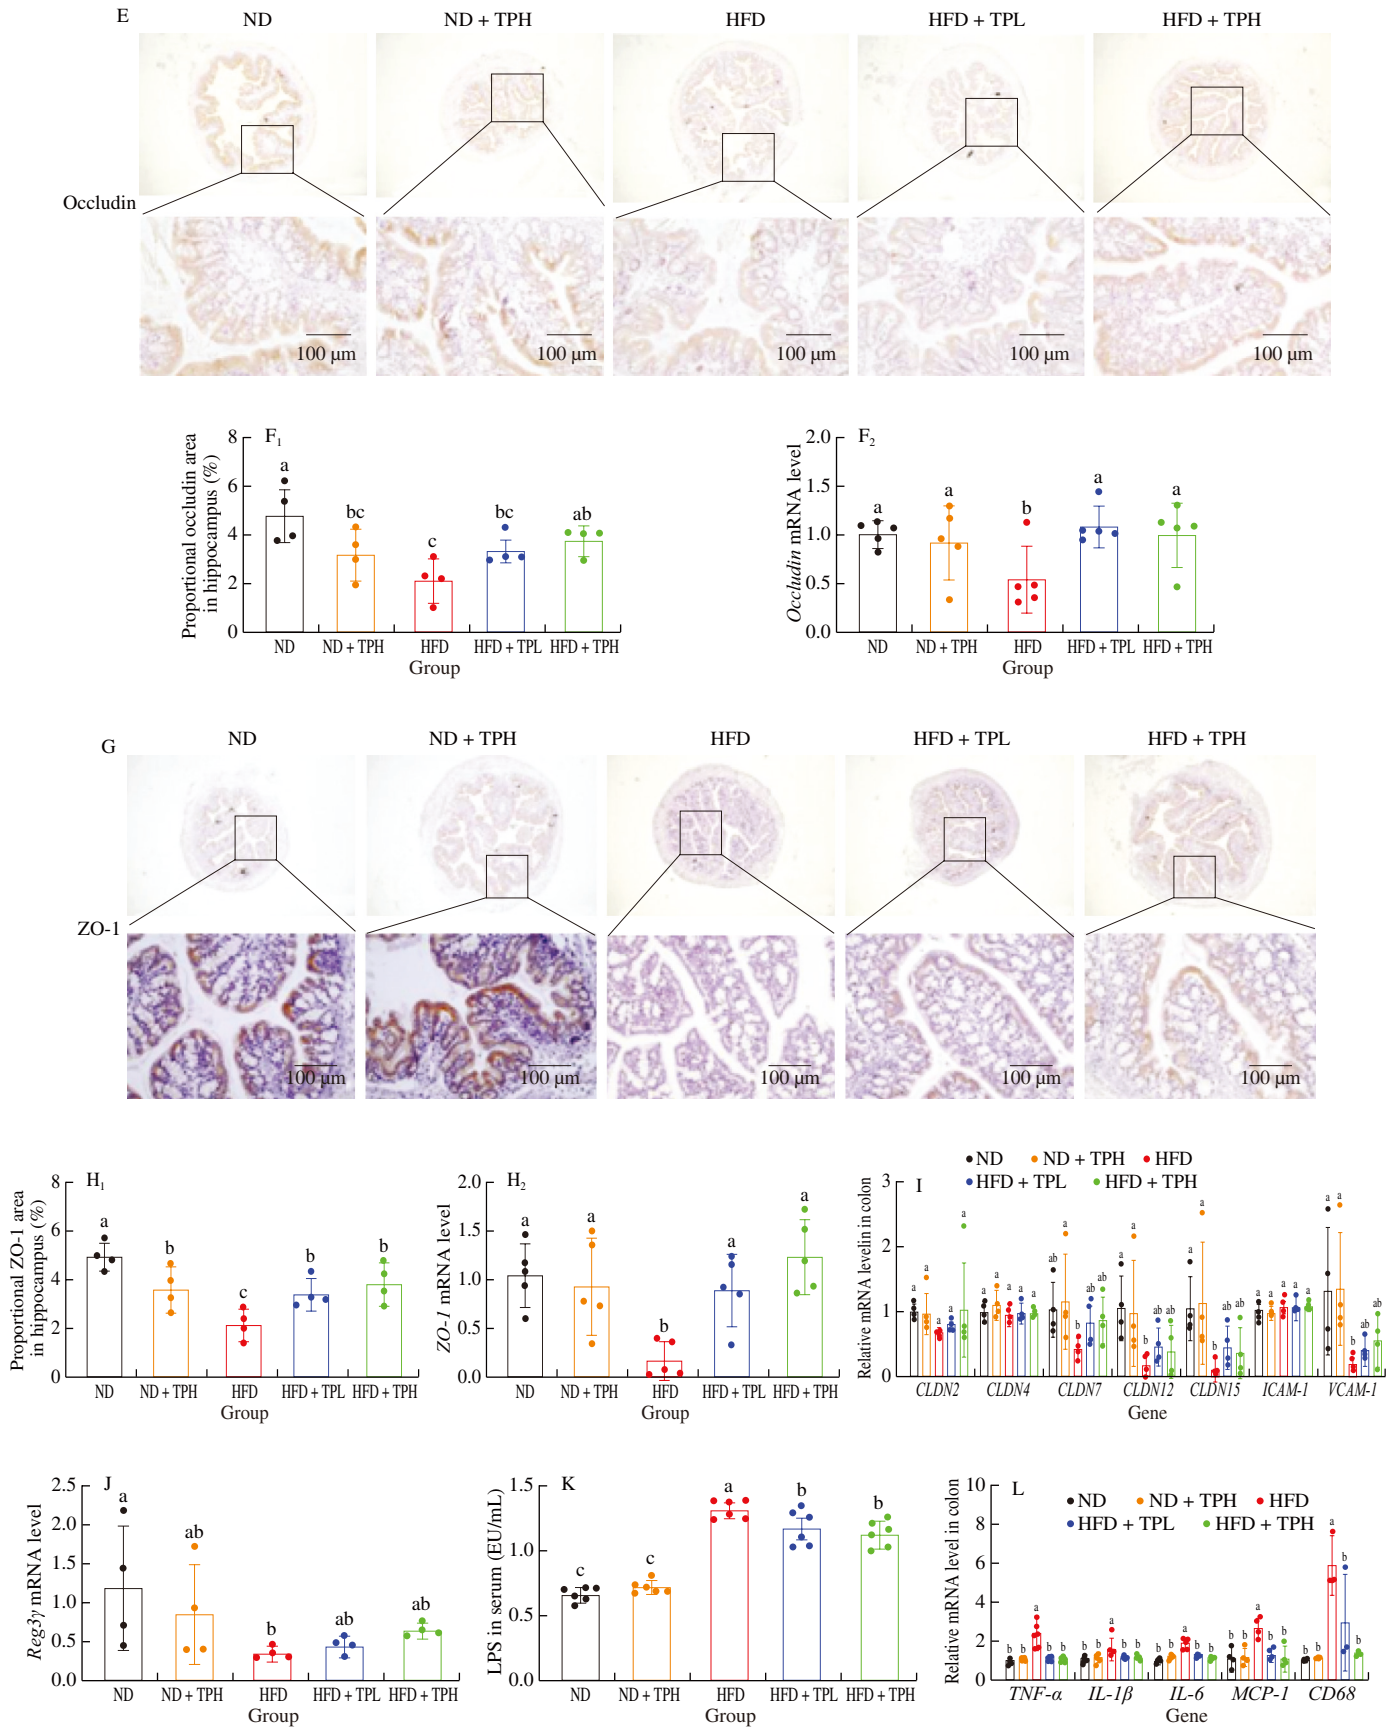 E
ND
ND + TPH
HFD
HFD + TPL
HFD + TPH
Occludin
100 μm
100 μm
100 μm
100 μm
100 μm
F1
Proportional occludin area
in hippocampus (%)
8
6
4
2
0
a
bc
c
bc
ab
ND
ND + TPH
HFD
HFD + TPL
HFD + TPH
Group
F2
Occludin mRNA level
2.0
1.5
1.0
0.5
0.0
a
a
b
a
a
ND
ND + TPH
HFD
HFD + TPL
HFD + TPH
Group
G
ND
ND + TPH
HFD
HFD + TPL
HFD + TPH
ZO-1
100 μm
100 μm
100 μm
100 μm
100 μm
H1
Proportional ZO-1 area
in hippocampus (%)
8
6
4
2
0
a
b
c
b
b
ND
ND + TPH
HFD
HFD + TPL
HFD + TPH
Group
H2
ZO-1 mRNA level
2.0
1.5
1.0
0.5
0.0
a
a
b
a
a
ND
ND + TPH
HFD
HFD + TPL
HFD + TPH
Group
I
ND
ND + TPH
HFD
HFD + TPL
HFD + TPH
Relative mRNA levelin in colon
3
2
1
0
a a a a a
a a a a a
ab a b ab ab
a a b ab ab
a a b ab ab
a a a a a
a a b ab ab
CLDN2
CLDN4
CLDN7
CLDN12
CLDN15
ICAM-1
VCAM-1
Gene
J
Reg3γ mRNA level
2.5
2.0
1.5
1.0
0.5
0.0
a
ab
b
ab
ab
ND
ND + TPH
HFD
HFD + TPL
HFD + TPH
Group
K
LPS in serum (EU/mL)
1.5
1.0
0.5
0.0
c
c
a
b
b
ND
ND + TPH
HFD
HFD + TPL
HFD + TPH
Group
L
ND
ND + TPH
HFD
HFD + TPL
HFD + TPH
Relative mRNA level in colon
10
8
6
4
2
0
b b a b b
b b a b b
b b a b b
b b a b b
b b a b b
TNF-α
IL-1β
IL-6
MCP-1
CD68
Gene